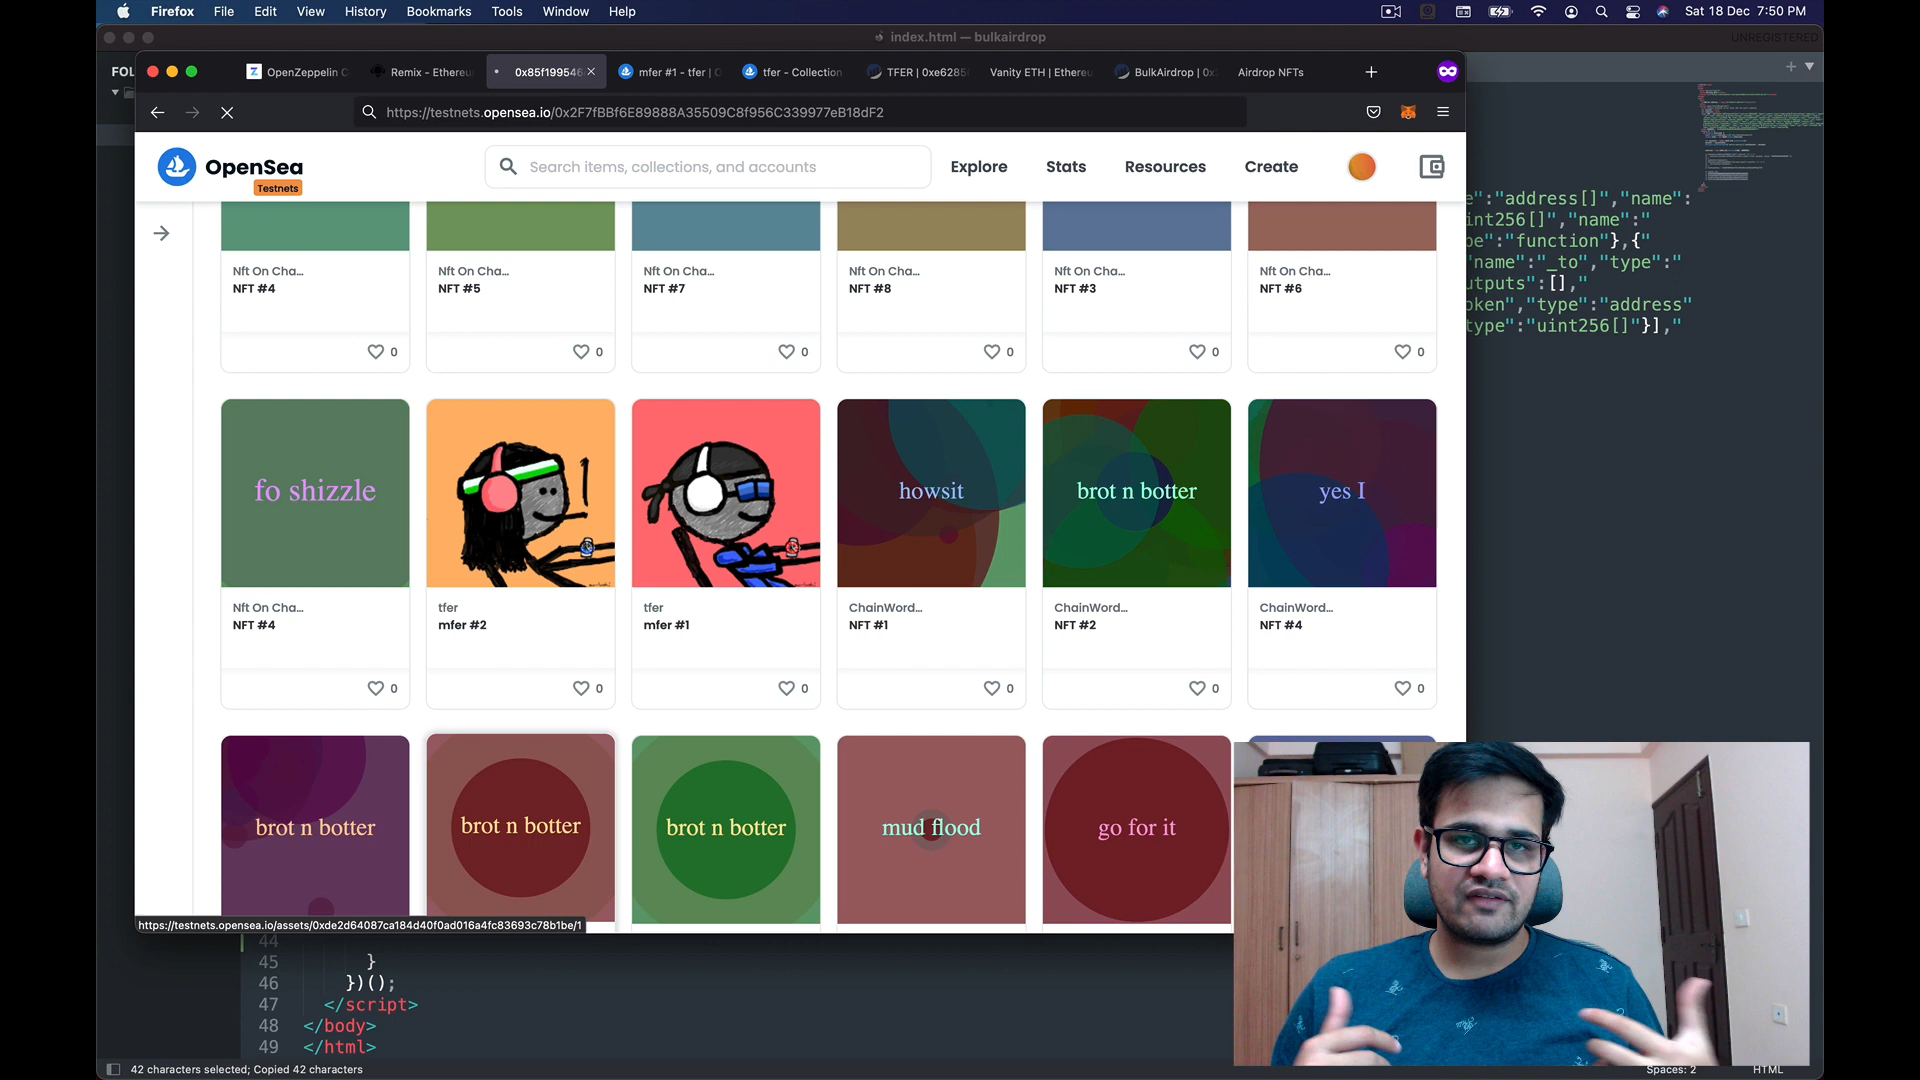 Firefox File Edit View History Bookmarks Tools Window Help Sat 18 Dec 7:50 PM
index.html — bulkairdrop UNREGISTERED
FOL
OpenZeppelin C Remix - Ethereu 0x85f199546 mfer #1 - tfer | tfer - Collection TFER | 0xe6285 Vanity ETH | Ethereu BulkAirdrop | 0x Airdrop NFTs
https://testnets.opensea.io/0x2F7fBBf6E89888A35509C8f956C339977eB18dF2
OpenSea
Testnets
Search items, collections, and accounts
Explore Stats Resources Create
e":"address[]","name":
int256[]","name":"
pe":"function"},{"
"name":"_to","type":"
utputs":[],"
oken","type":"address"
type":"uint256[]"}],"
Nft On Cha... Nft On Cha... Nft On Cha... Nft On Cha... Nft On Cha... Nft On Cha...
NFT #4 NFT #5 NFT #7 NFT #8 NFT #3 NFT #6
0 0 0 0 0 0
fo shizzle howsit brot n botter yes I
Nft On Cha... tfer tfer ChainWord... ChainWord... ChainWord...
NFT #4 mfer #2 mfer #1 NFT #1 NFT #2 NFT #4
0 0 0 0 0 0
brot n botter brot n botter brot n botter mud flood go for it
https://testnets.opensea.io/assets/0xde2d64087ca184d40f0ad016a4fc83693c78b1be/1
44
45 }
46 })();
47 </script>
48 </body>
49 </html>
42 characters selected; Copied 42 characters Spaces: 2 HTML